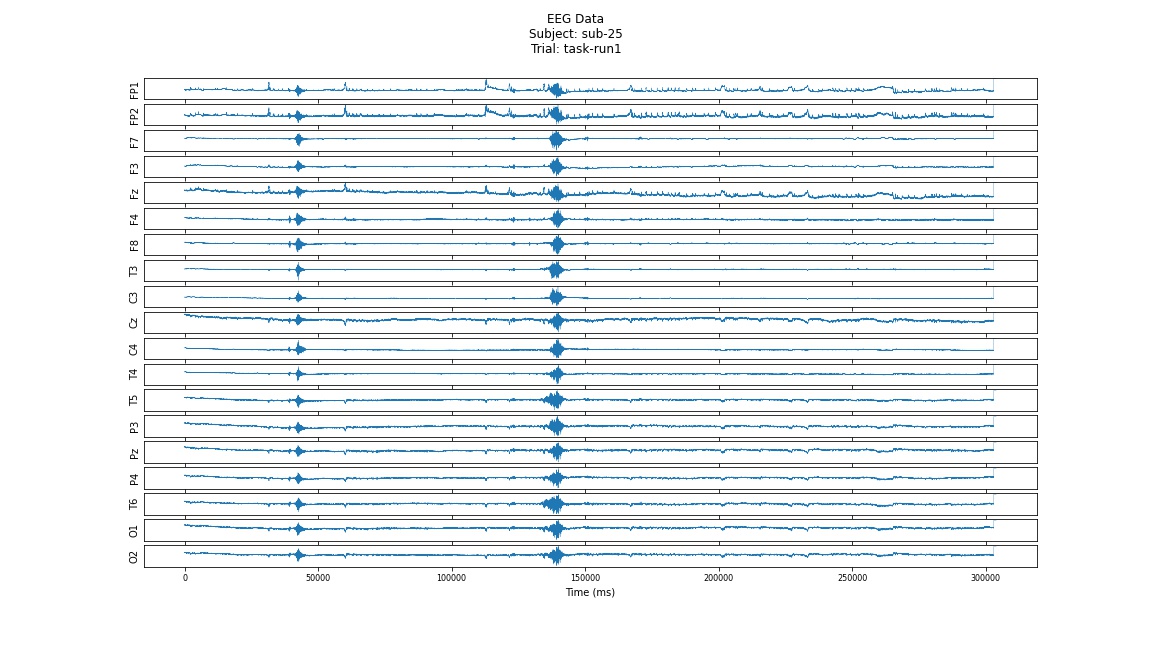 EEG Data
Subject: sub-25
Trial: task-run1
FP1
FP2
F7
F3
Fz
F4
F8
T3
C3
Cz
C4
T4
T5
P3
Pz
P4
T6
O1
O2
0 50000 100000 150000 200000 250000 300000
Time (ms)